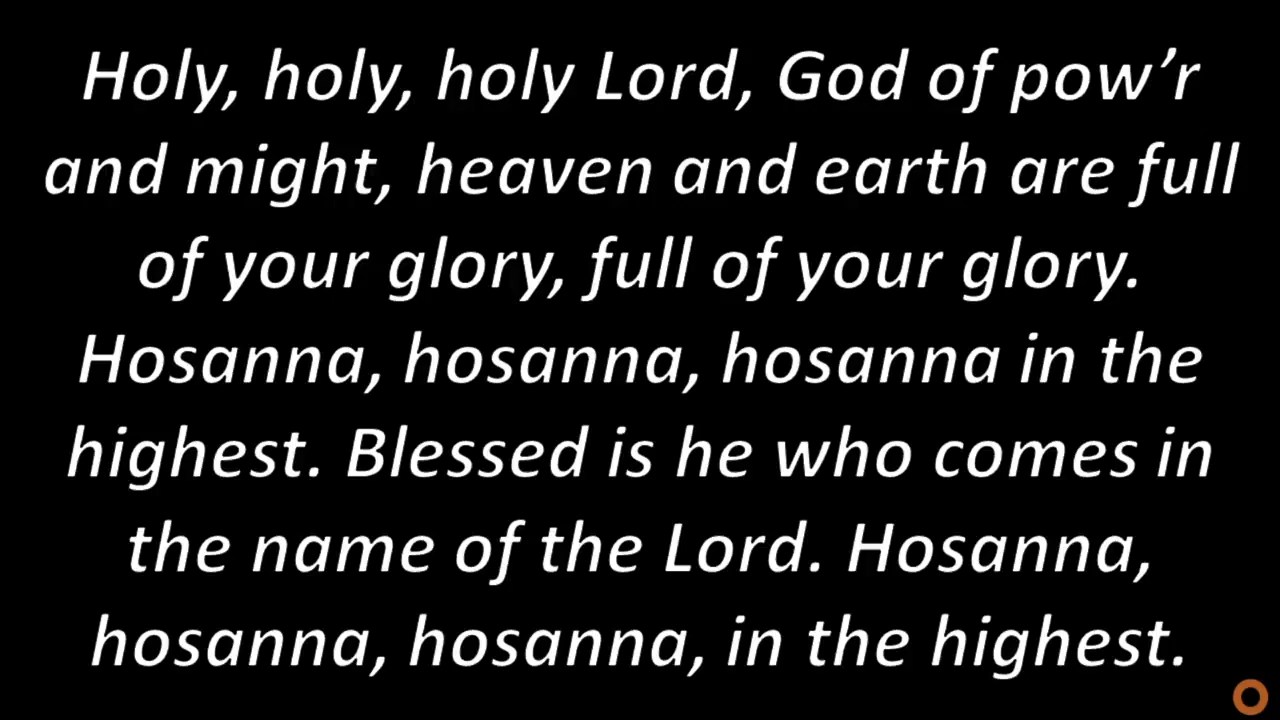 Holy, holy, holy Lord, God of pow’r
and might, heaven and earth are full
of your glory, full of your glory.
Hosanna, hosanna, hosanna in the
highest. Blessed is he who comes in
the name of the Lord. Hosanna,
hosanna, hosanna, in the highest.